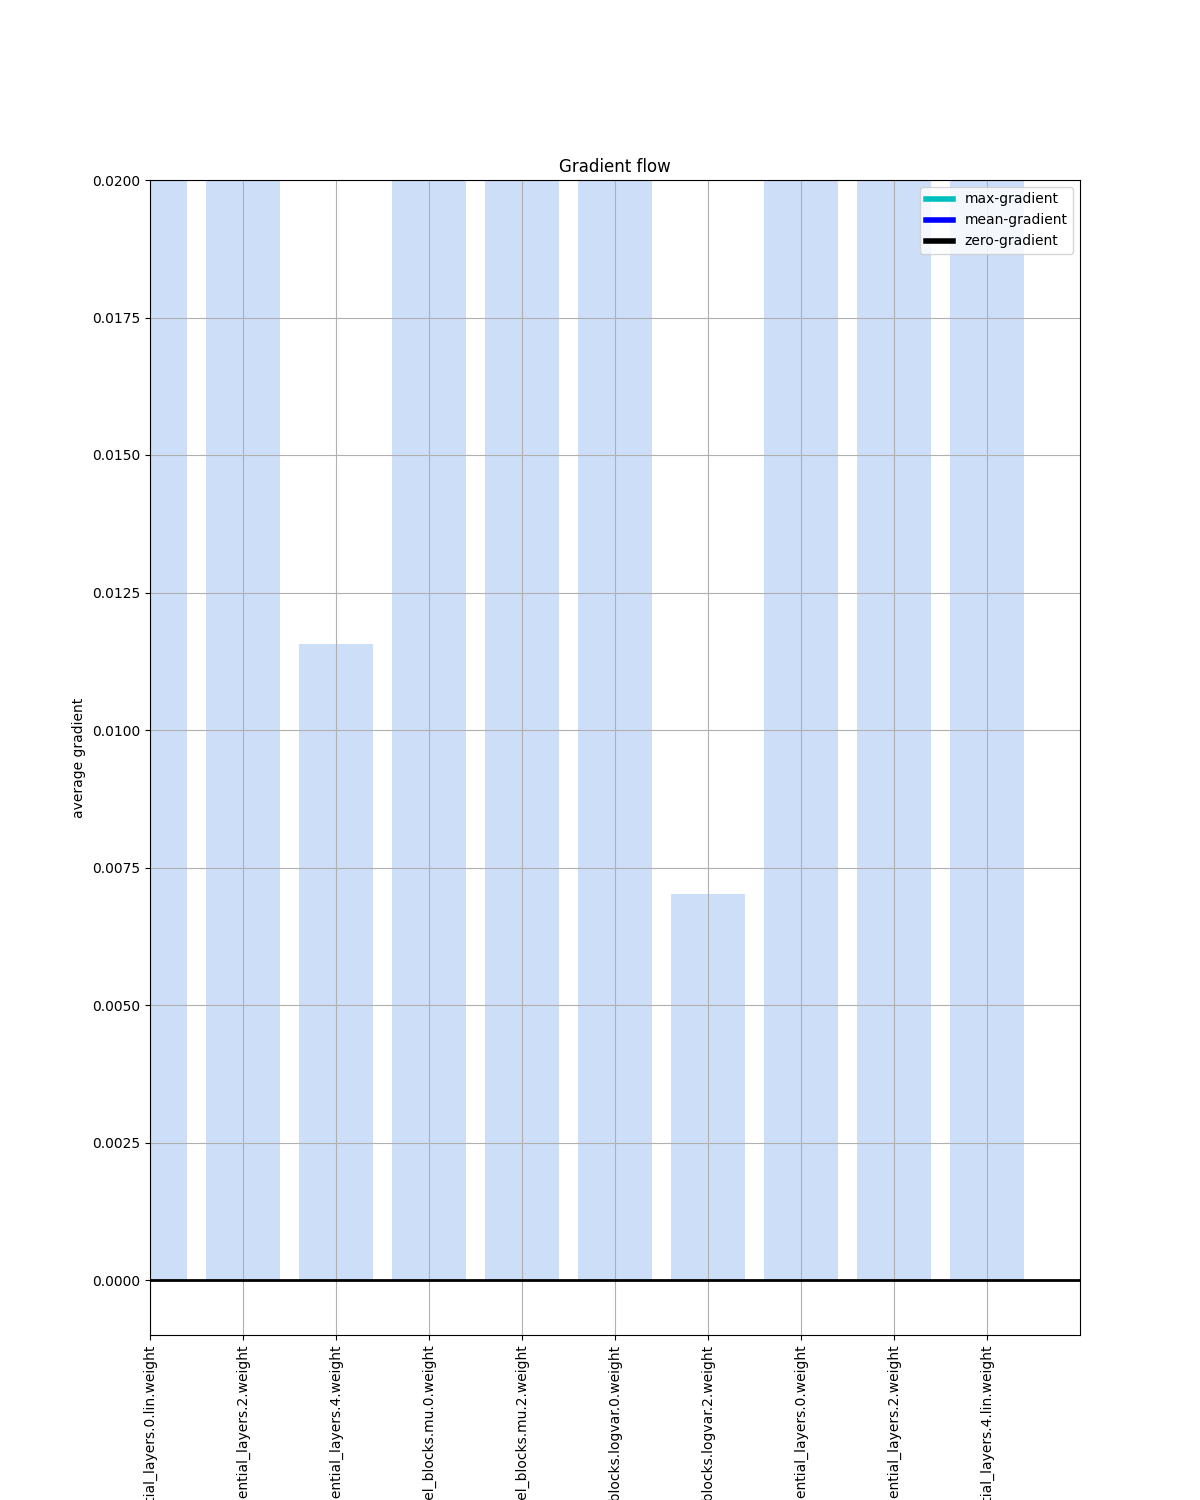 Gradient flow
max-gradient
mean-gradient
zero-gradient
average gradient
0.0200
0.0175
0.0150
0.0125
0.0100
0.0075
0.0050
0.0025
0.0000
tial_layers.0.lin.weight
ential_layers.2.weight
ential_layers.4.weight
el_blocks.mu.0.weight
el_blocks.mu.2.weight
blocks.logvar.0.weight
blocks.logvar.2.weight
ential_layers.0.weight
ential_layers.2.weight
tial_layers.4.lin.weight